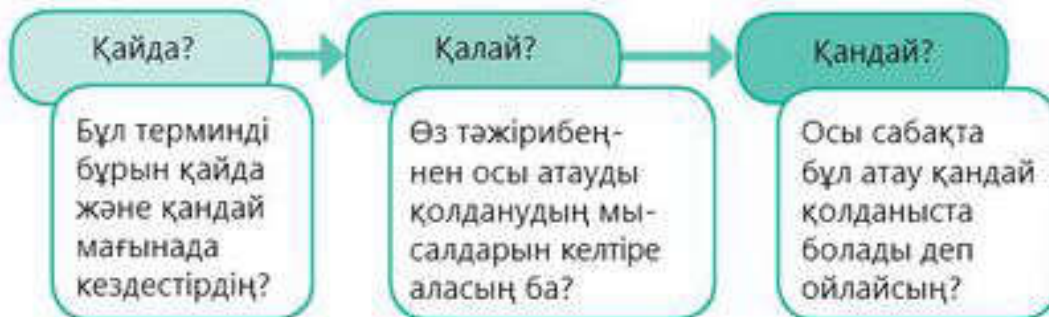 Қайда?
Бұл терминді
бұрын қайда
және қандай
мағынада
кездестірдің?
Қалай?
Өз тәжірибең-
нен осы атауды
қолданудың мы-
салдарын келтіре
аласың ба?
Қандай?
Осы сабақта
бұл атау қандай
қолданыста
болады деп
ойлайсың?